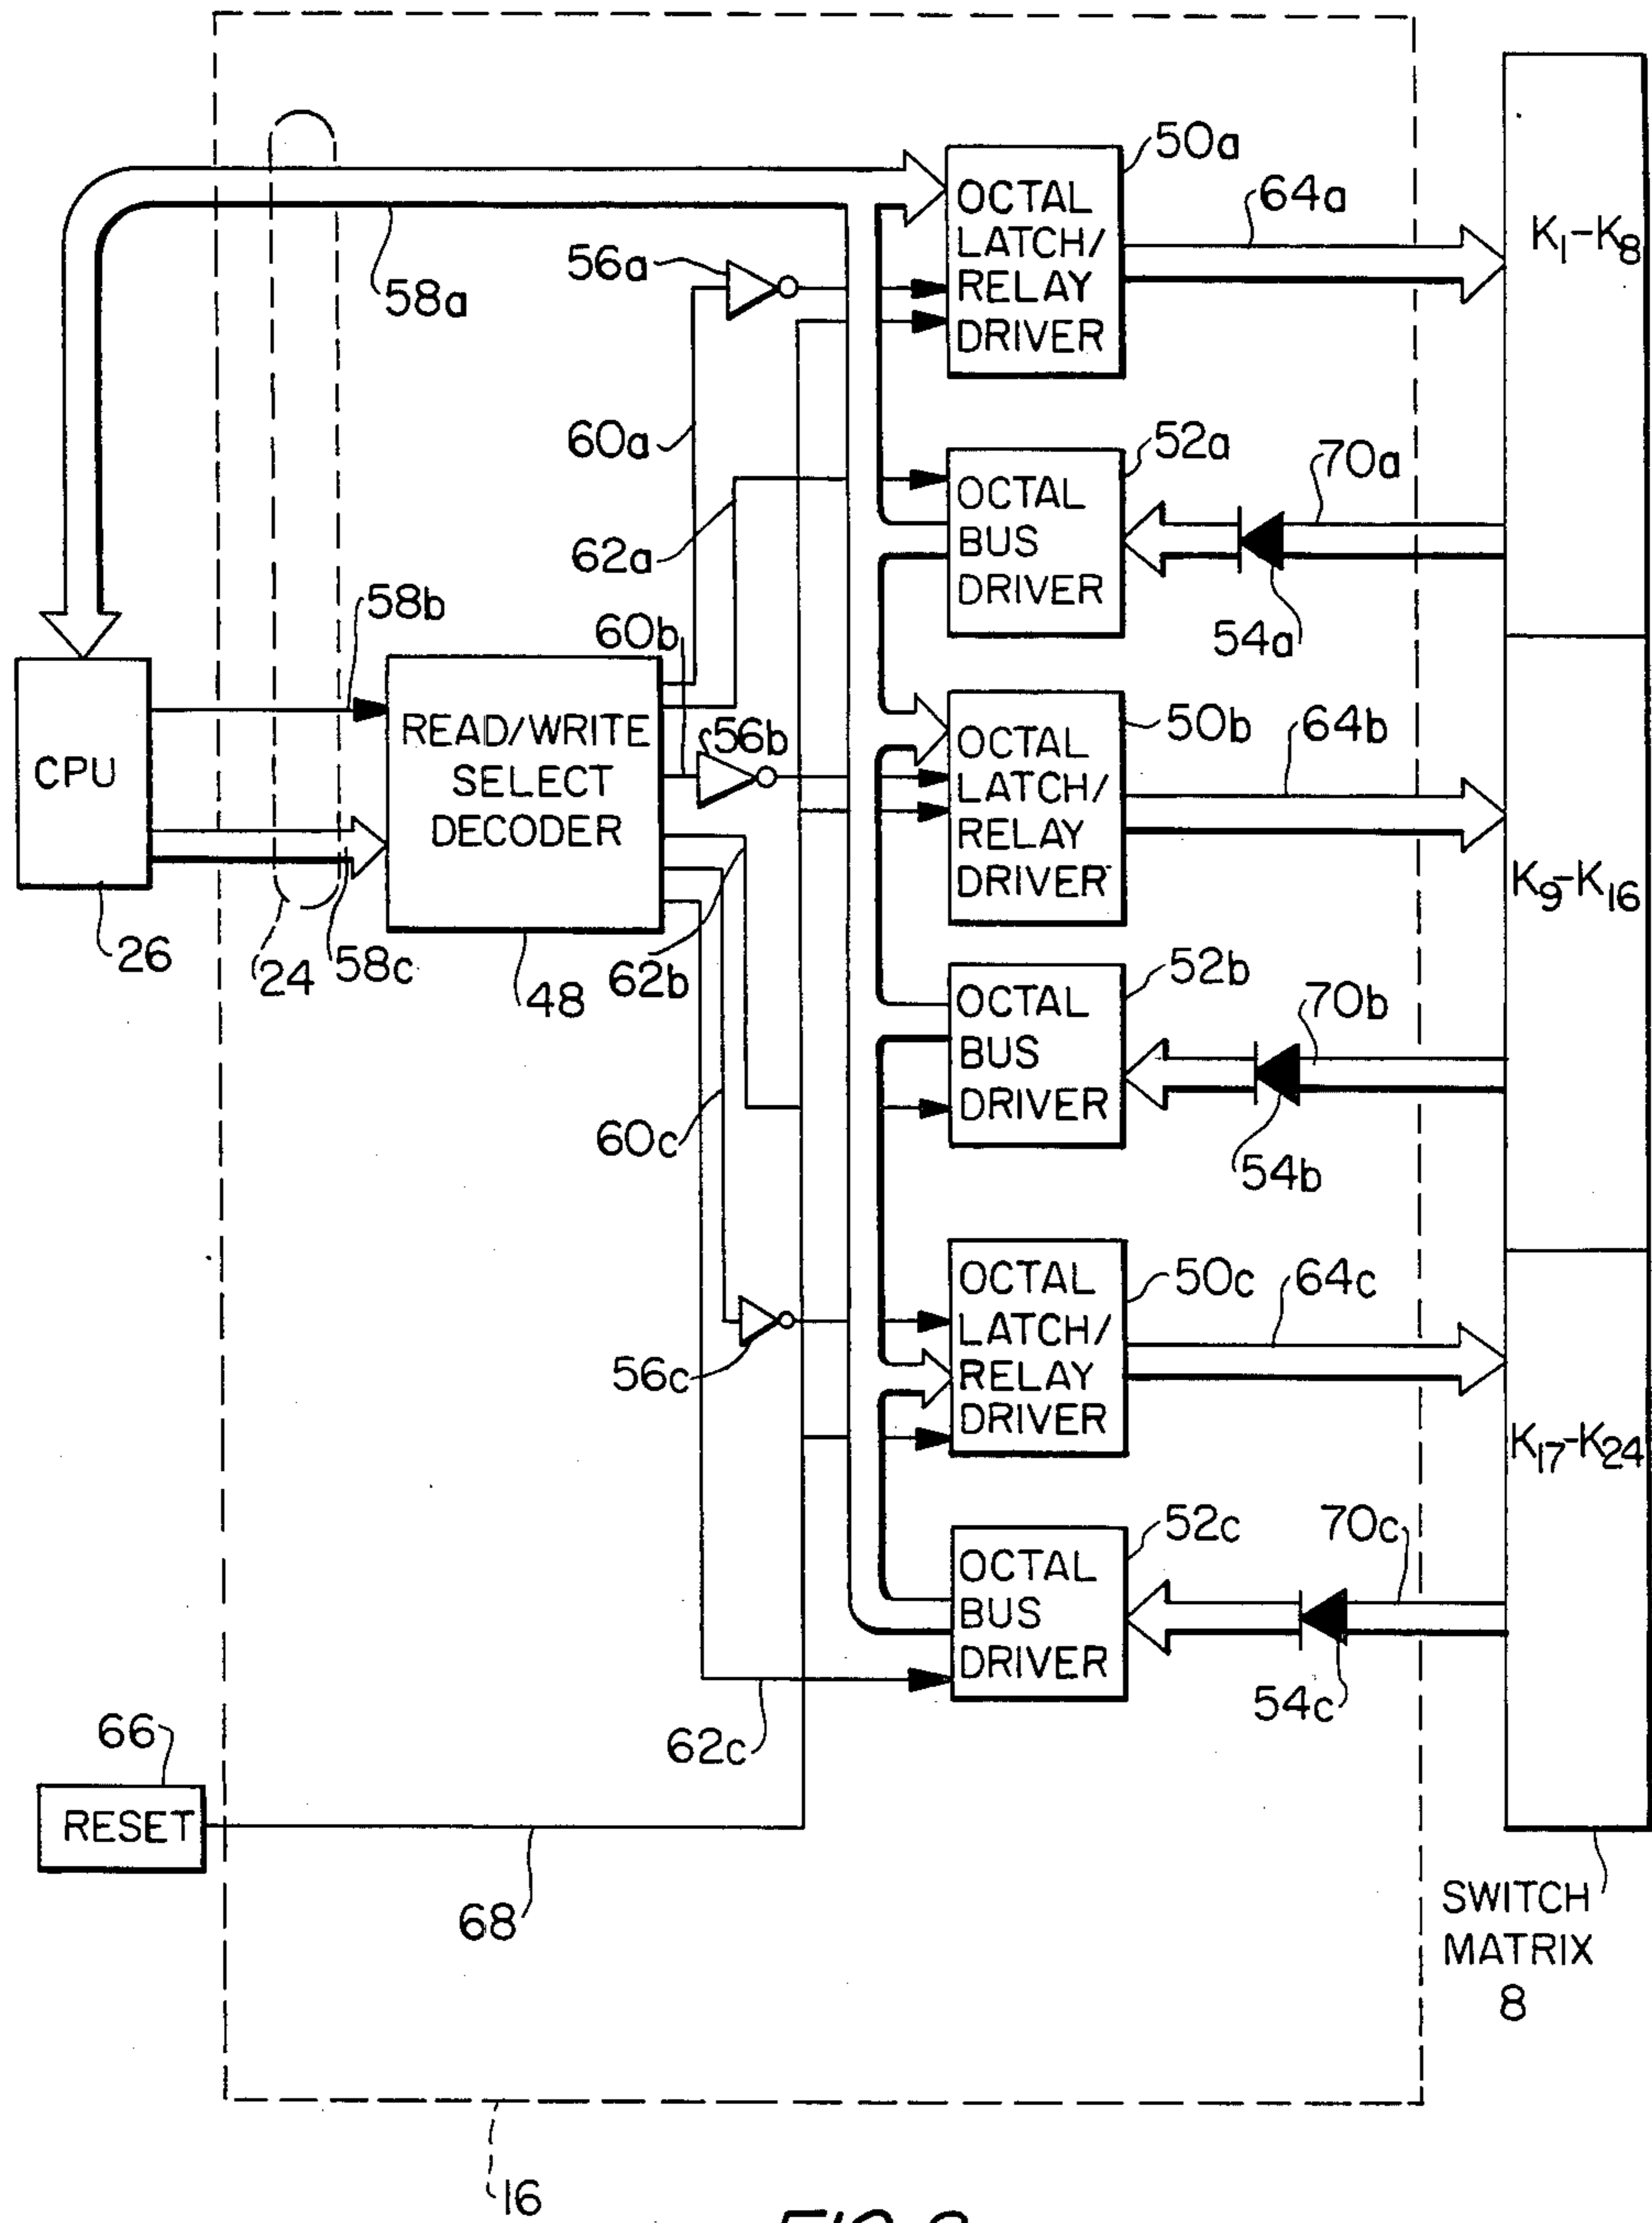 50a
OCTAL
LATCH/
RELAY
DRIVER
64a
K1-K8
56a
58a
60a
52a
OCTAL
BUS
DRIVER
70a
54a
62a
58b
60b
CPU
READ/WRITE
SELECT
DECODER
56b
50b
OCTAL
LATCH/
RELAY
DRIVER
64b
K9-K16
26
24
58c
48
62b
52b
OCTAL
BUS
DRIVER
70b
54b
60c
50c
OCTAL
LATCH/
RELAY
DRIVER
64c
56c
K17-K24
52c
OCTAL
BUS
DRIVER
70c
54c
62c
66
RESET
68
SWITCH
MATRIX
8
16